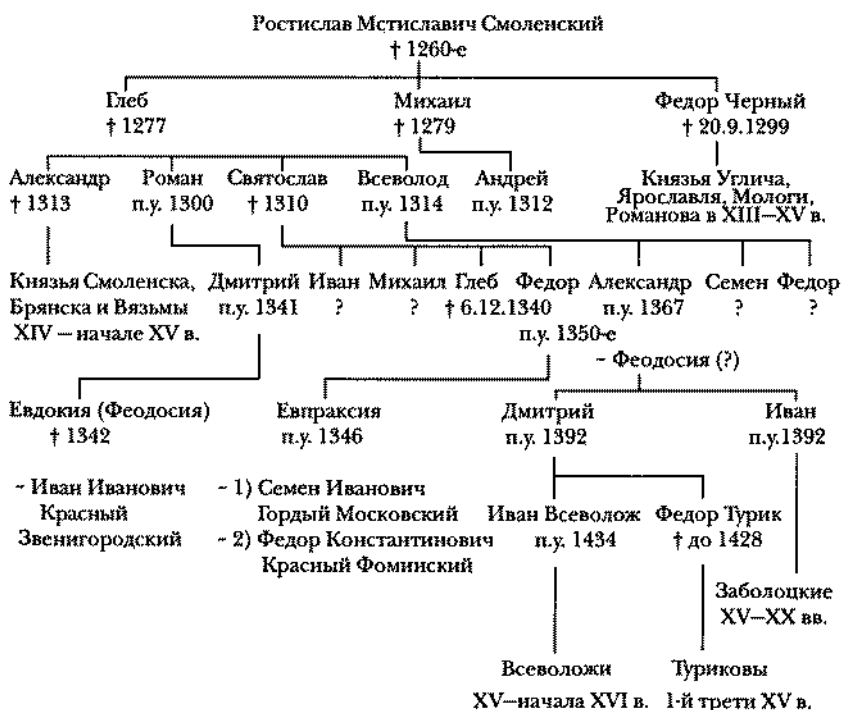 Ростислав Мстиславич Смоленский
† 1260-е
Глеб Михаил Федор Черный
† 1277 † 1279 † 20.9.1299
Александр Роман Святослав Всеволод Андрей Князья Углича,
† 1313 п.у. 1300 † 1310 п.у. 1314 п.у. 1312 Ярославля, Мологи,
Романова в XIII—XV в.
Князья Смоленска, Дмитрий Иван Михаил Глеб Федор Александр Семен Федор
Брянска и Вязьмы п.у. 1341 ? ? † 6.12.1340 п.у. 1367 ? ?
XIV — начале XV в. п.у. 1350-е
~ Феодосия (?)
Евдокия (Феодосия) Евпраксия Дмитрий Иван
† 1342 п.у. 1346 п.у. 1392 п.у.1392
~ Иван Иванович ~ 1) Семен Иванович
Красный Гордый Московский Иван Всеволож Федор Турик
Звенигородский ~ 2) Федор Константинович п.у. 1434 † до 1428
Красный Фоминский
Заболоцкие
XV—XX вв.
Всеволожи Туриковы
XV—начала XVI в. 1-й трети XV в.